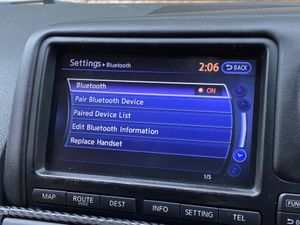 Settings ▸ Bluetooth
2:06
BACK
Bluetooth ON
Pair Bluetooth Device
Paired Device List
Edit Bluetooth Information
Replace Handset
1/5
MAP ROUTE DEST INFO SETTING TEL